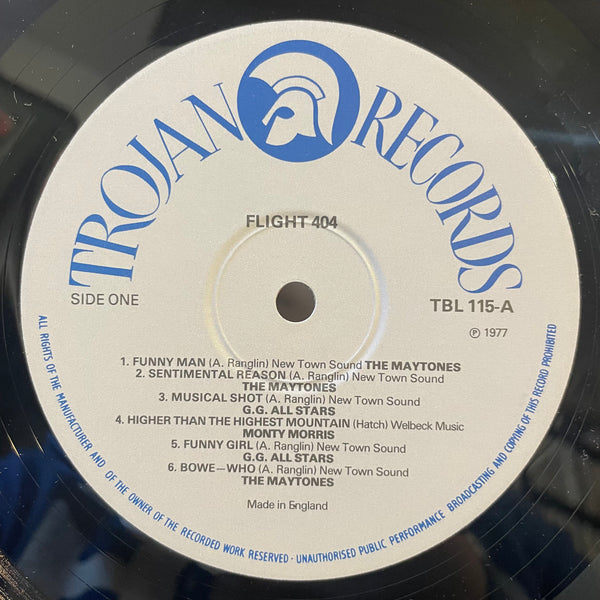 TROJAN RECORDS
FLIGHT 404
SIDE ONE
TBL 115-A
℗ 1977
1. FUNNY MAN (A. Ranglin) New Town Sound THE MAYTONES
2. SENTIMENTAL REASON (A. Ranglin) New Town Sound
THE MAYTONES
3. MUSICAL SHOT (A. Ranglin) New Town Sound
G.G. ALL STARS
4. HIGHER THAN THE HIGHEST MOUNTAIN (Hatch) Welbeck Music
MONTY MORRIS
5. FUNNY GIRL (A. Ranglin) New Town Sound
G.G. ALL STARS
6. BOWE—WHO (A. Ranglin) New Town Sound
THE MAYTONES
Made in England
ALL RIGHTS OF THE MANUFACTURER AND OF THE OWNER OF THE RECORDED WORK RESERVED · UNAUTHORISED PUBLIC PERFORMANCE BROADCASTING AND COPYING OF THIS RECORD PROHIBITED